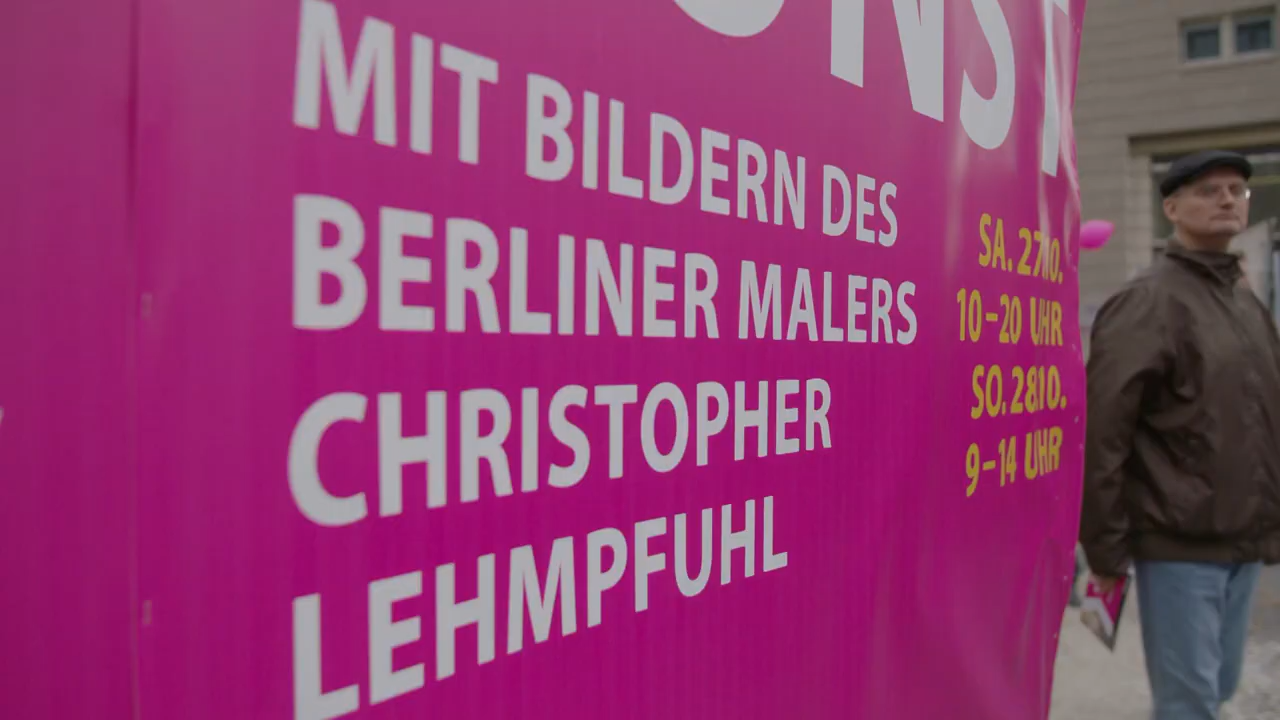 MIT BILDERN DES
BERLINER MALERS
CHRISTOPHER
LEHMPFUHL
SA. 27.10.
10–20 UHR
SO. 28.10.
9–14 UHR